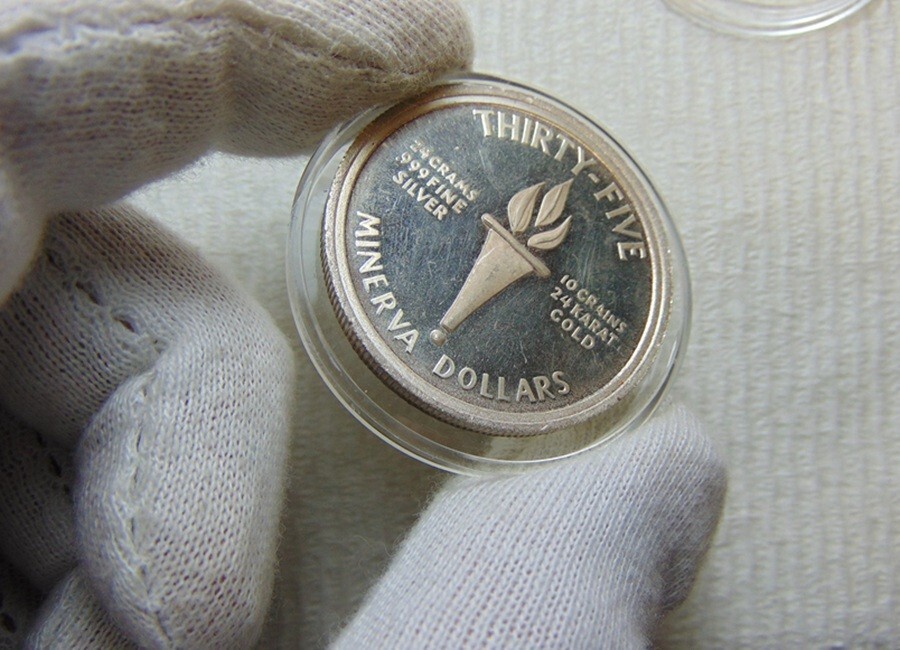 THIRTY-FIVE
24 GRAMS
.999 FINE
SILVER
10 GRAINS
24 KARAT
GOLD
MINERVA DOLLARS